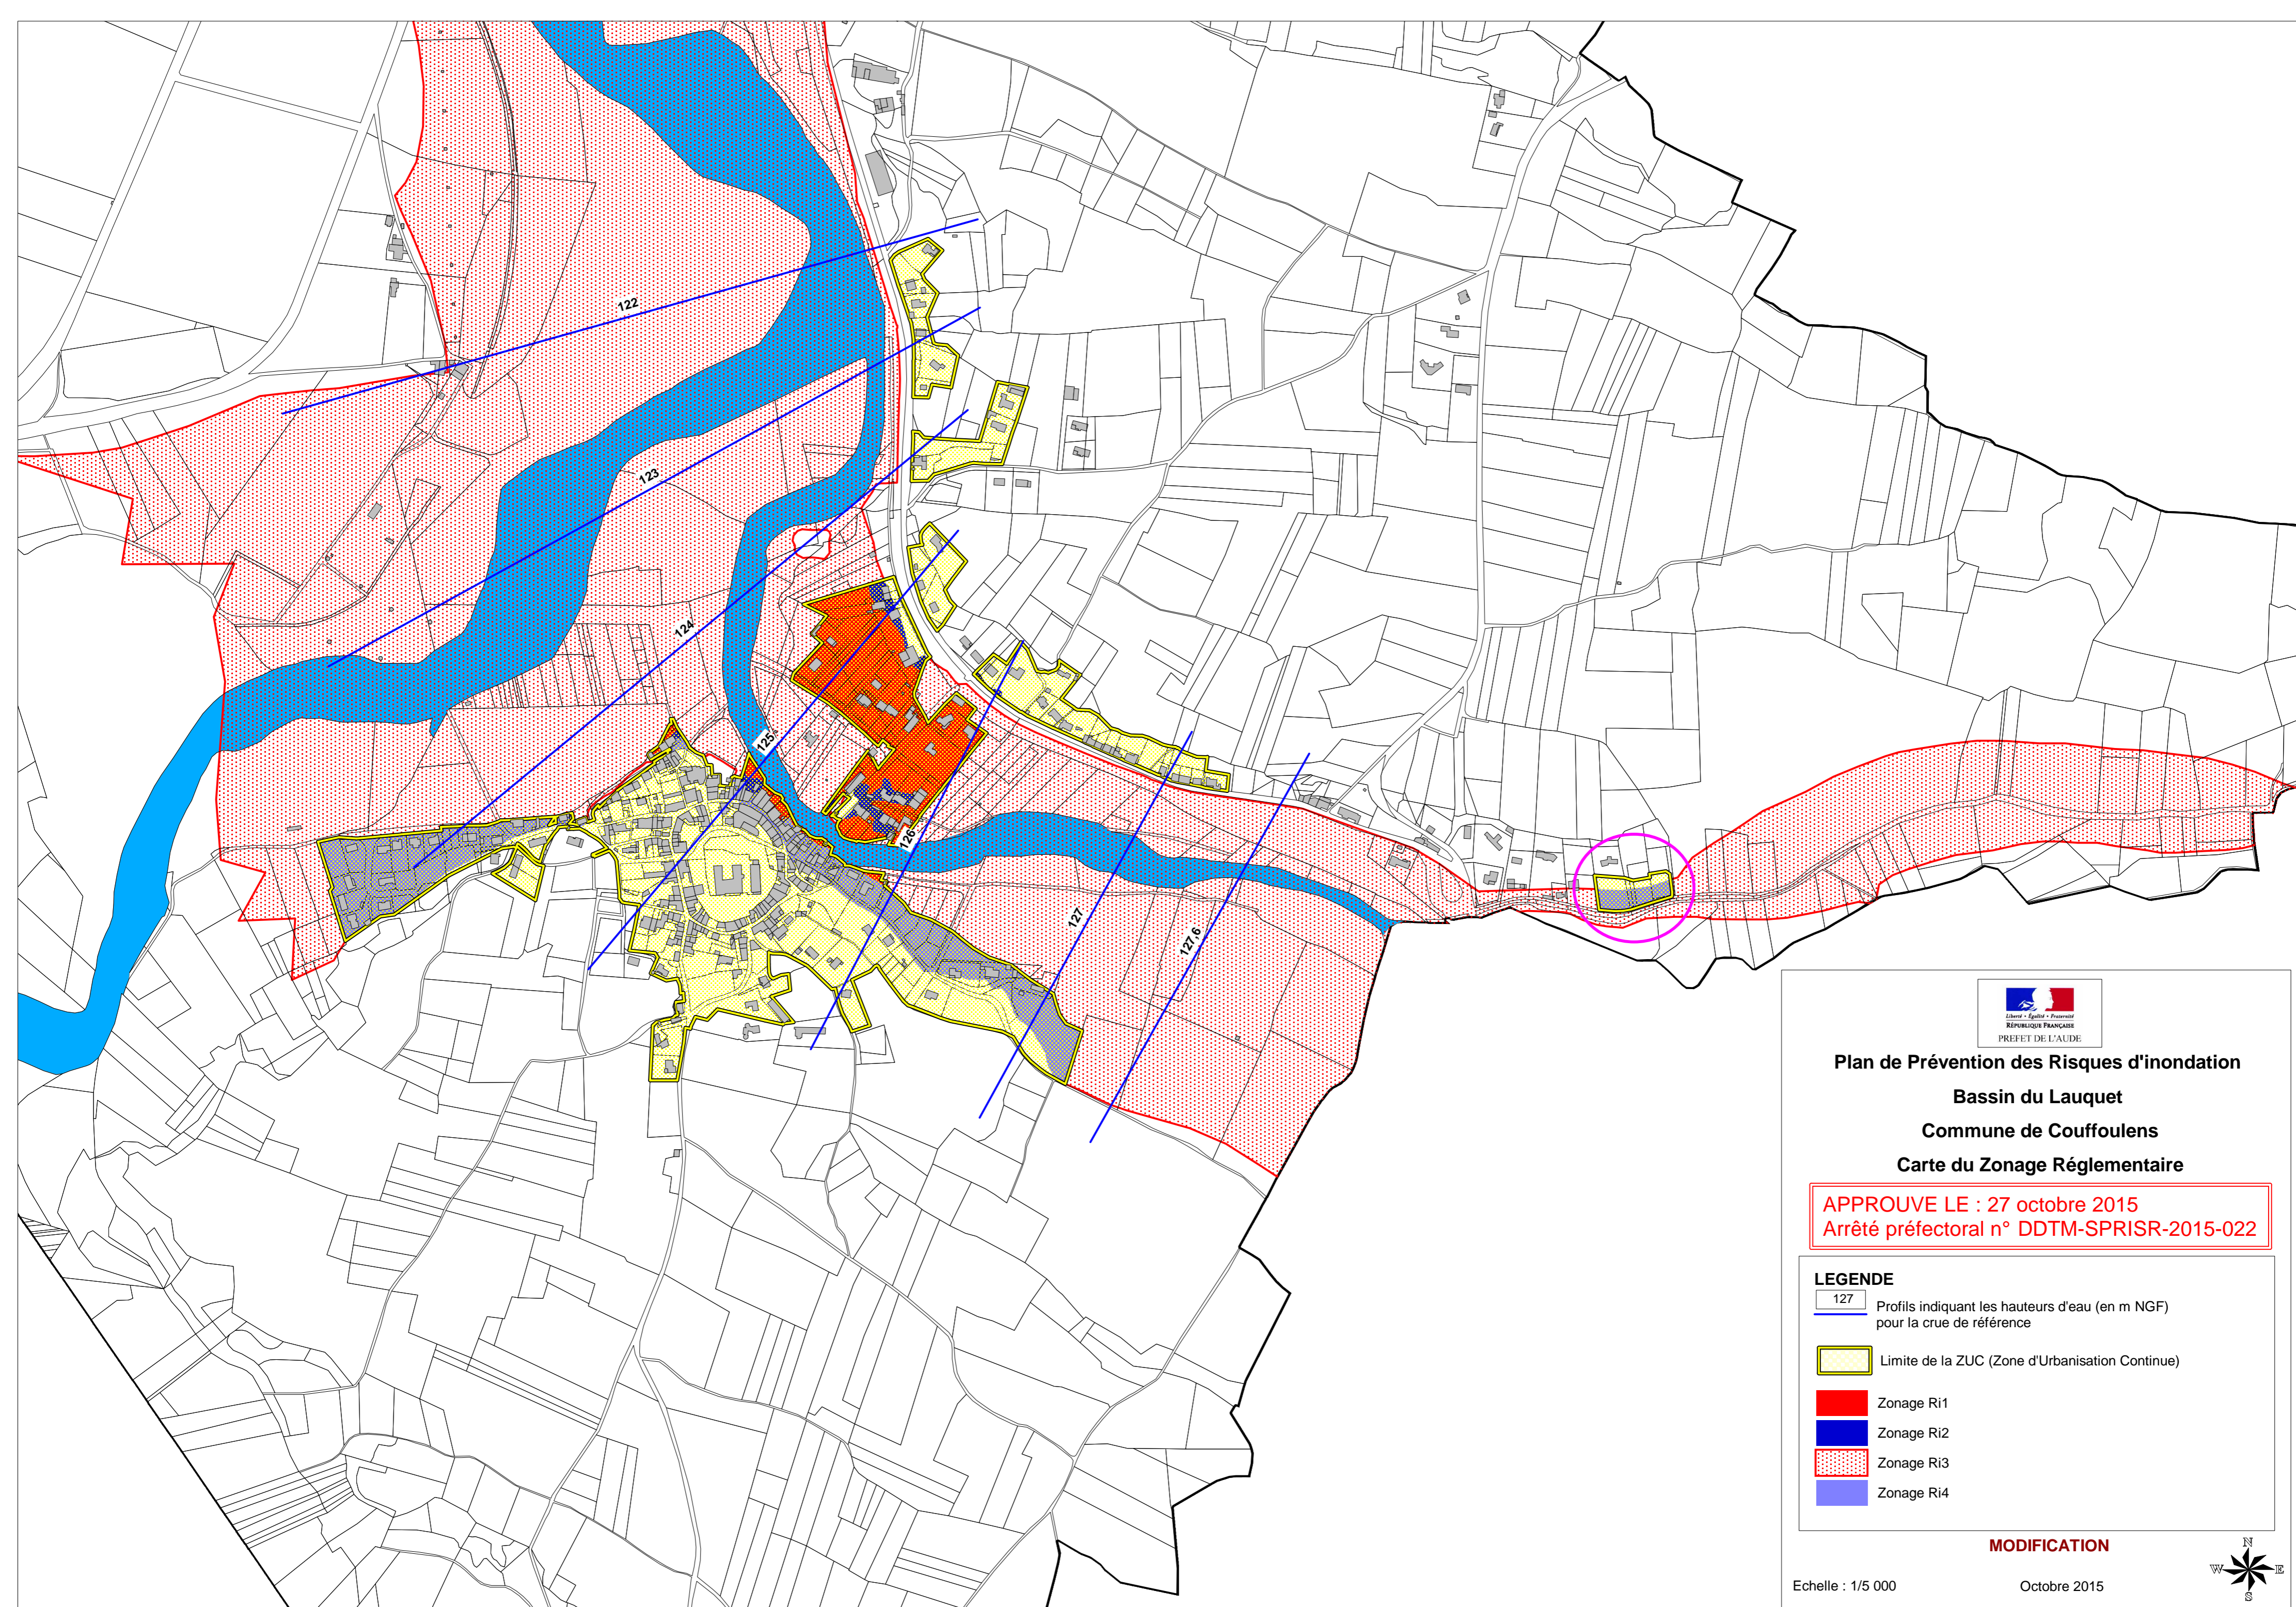 122
123
124
125
126
127
127,6
Liberté • Égalité • Fraternité
RÉPUBLIQUE FRANÇAISE
PREFET DE L'AUDE
Plan de Prévention des Risques d'inondation
Bassin du Lauquet
Commune de Couffoulens
Carte du Zonage Réglementaire
APPROUVE LE : 27 octobre 2015
Arrêté préfectoral n° DDTM-SPRISR-2015-022
LEGENDE
127
Profils indiquant les hauteurs d'eau (en m NGF)
pour la crue de référence
Limite de la ZUC (Zone d'Urbanisation Continue)
Zonage Ri1
Zonage Ri2
Zonage Ri3
Zonage Ri4
MODIFICATION
N
W E
S
Echelle : 1/5 000
Octobre 2015